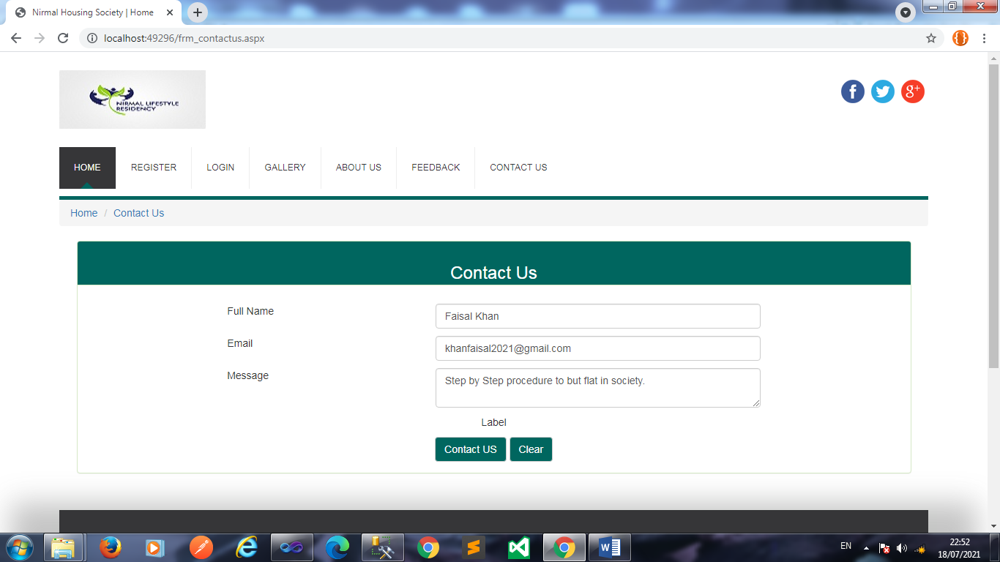 Nirmal Housing Society | Home
localhost:49296/frm_contactus.aspx
NIRMAL LIFESTYLE
RESIDENCY
HOME REGISTER LOGIN GALLERY ABOUT US FEEDBACK CONTACT US
Home / Contact Us
Contact Us
Full Name Faisal Khan
Email khanfaisal2021@gmail.com
Message Step by Step procedure to but flat in society.
Label
Contact US Clear
EN 22:52
18/07/2021